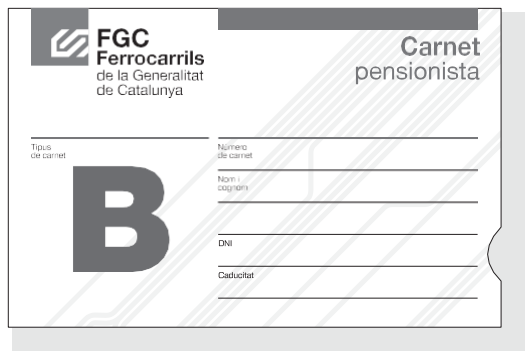 FGC
Ferrocarrils
de la Generalitat
de Catalunya
Carnet
pensionista
Tipus
de carnet
B
Número
de carnet
Nom i
cognom
DNI
Caducitat